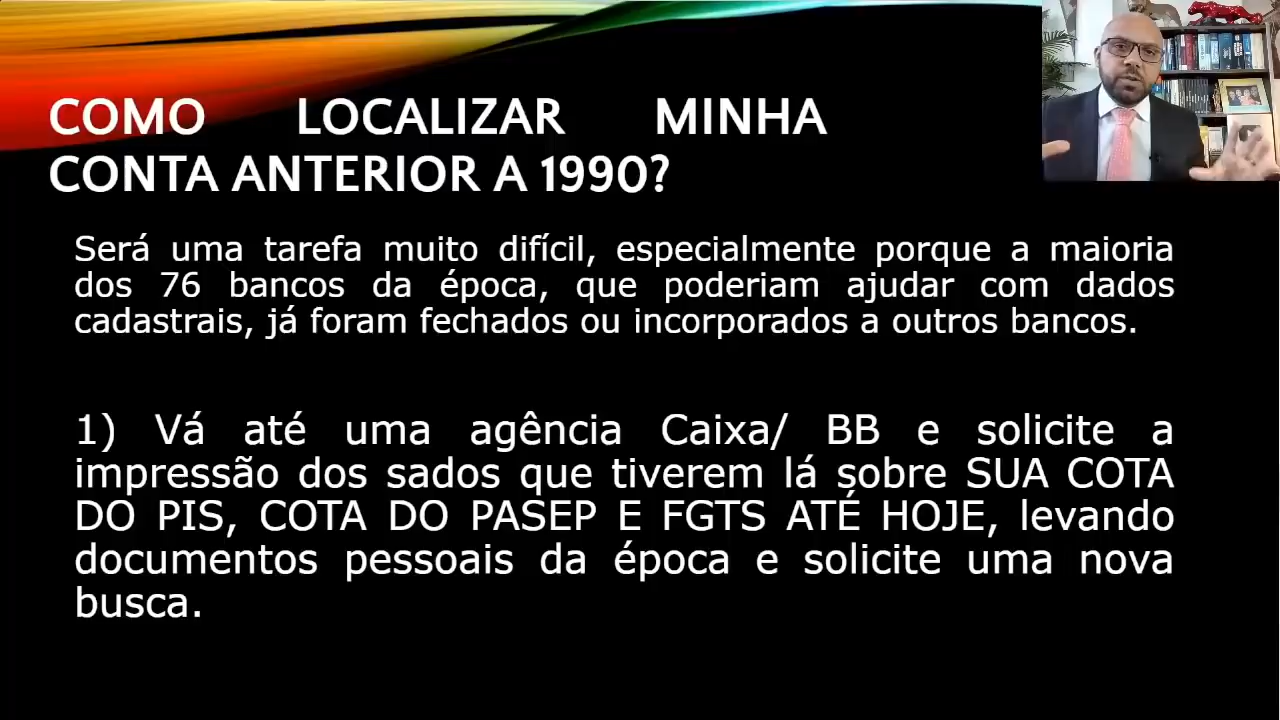 COMO LOCALIZAR MINHA
CONTA ANTERIOR A 1990?
Será uma tarefa muito difícil, especialmente porque a maioria
dos 76 bancos da época, que poderiam ajudar com dados
cadastrais, já foram fechados ou incorporados a outros bancos.
1) Vá até uma agência Caixa/ BB e solicite a
impressão dos sados que tiverem lá sobre SUA COTA
DO PIS, COTA DO PASEP E FGTS ATÉ HOJE, levando
documentos pessoais da época e solicite uma nova
busca.